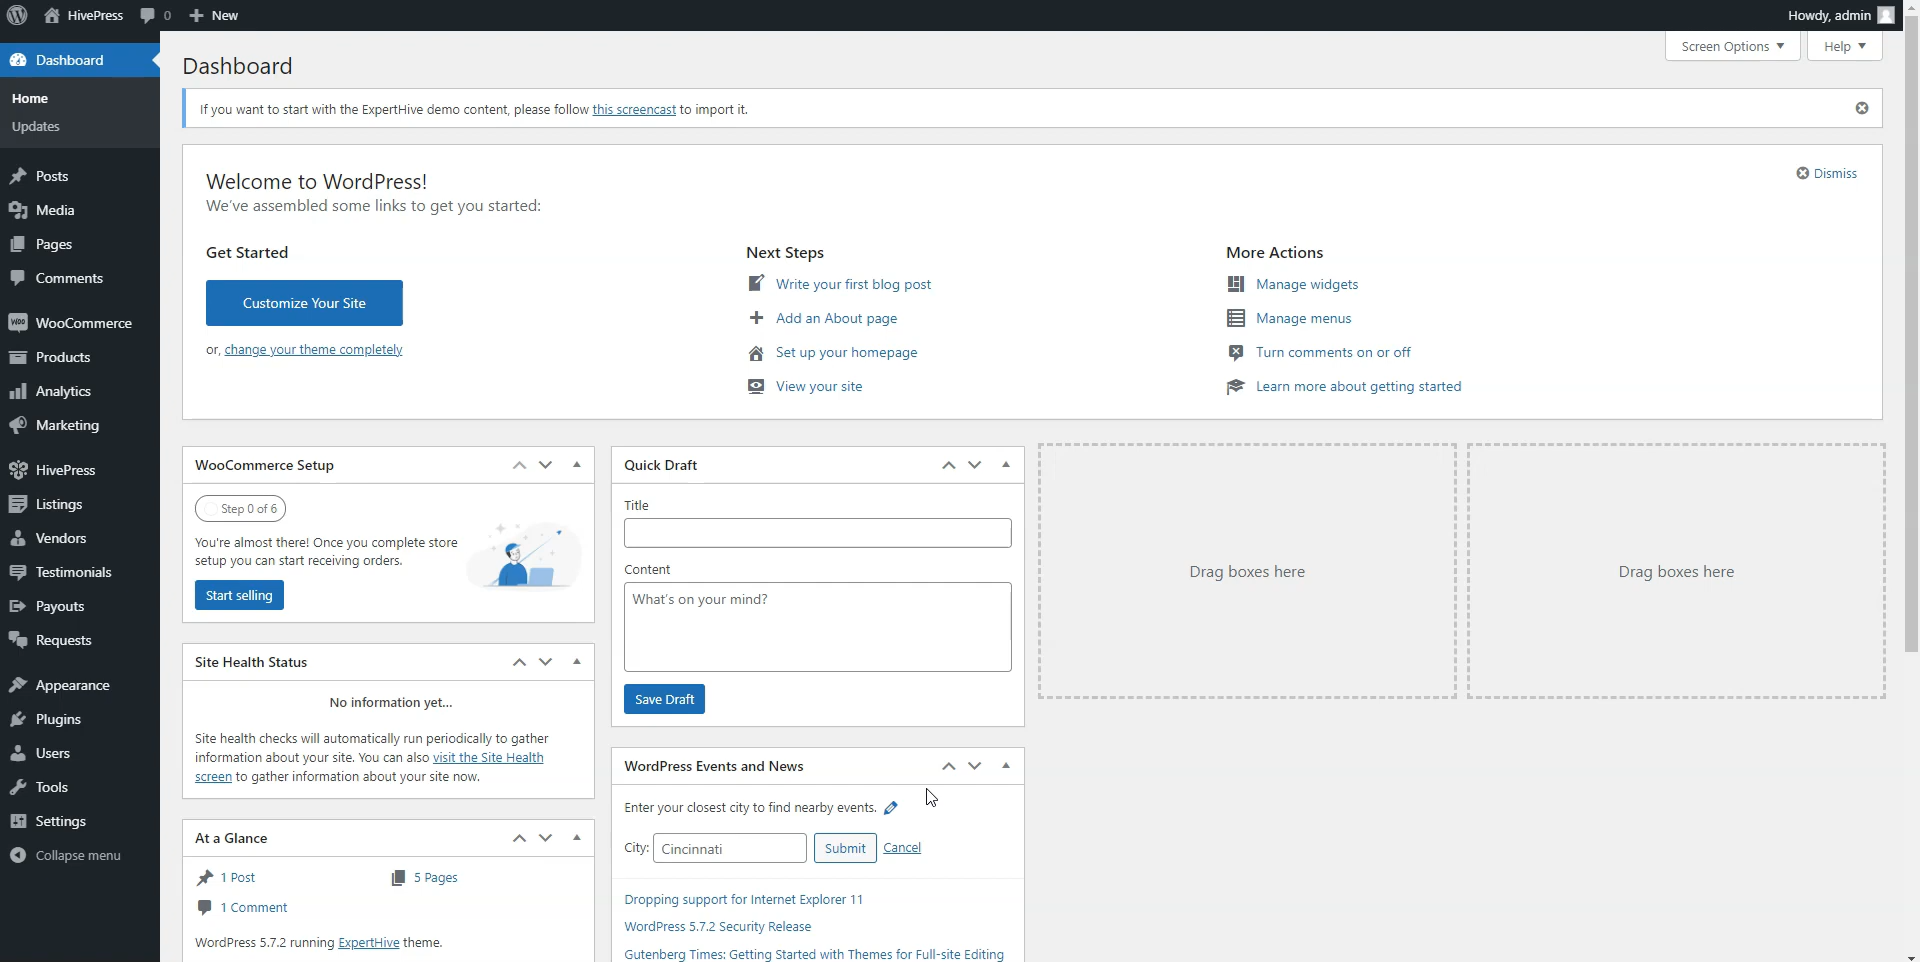 HivePress 0 New
Howdy, admin
Dashboard
Home
Updates
Posts
Media
Pages
Comments
WooCommerce
Products
Analytics
Marketing
HivePress
Listings
Vendors
Testimonials
Payouts
Requests
Appearance
Plugins
Users
Tools
Settings
Collapse menu
Screen Options
Help
Dashboard
If you want to start with the ExpertHive demo content, please follow this screencast to import it.
Welcome to WordPress!
We've assembled some links to get you started:
Dismiss
Get Started
Customize Your Site
or, change your theme completely
Next Steps
Write your first blog post
Add an About page
Set up your homepage
View your site
More Actions
Manage widgets
Manage menus
Turn comments on or off
Learn more about getting started
WooCommerce Setup
Step 0 of 6
You're almost there! Once you complete store
setup you can start receiving orders.
Start selling
Site Health Status
No information yet...
Site health checks will automatically run periodically to gather
information about your site. You can also visit the Site Health
screen to gather information about your site now.
At a Glance
1 Post
5 Pages
1 Comment
WordPress 5.7.2 running ExpertHive theme.
Quick Draft
Title
Content
What's on your mind?
Save Draft
WordPress Events and News
Enter your closest city to find nearby events.
City: Cincinnati Submit Cancel
Dropping support for Internet Explorer 11
WordPress 5.7.2 Security Release
Gutenberg Times: Getting Started with Themes for Full-site Editing
Drag boxes here
Drag boxes here